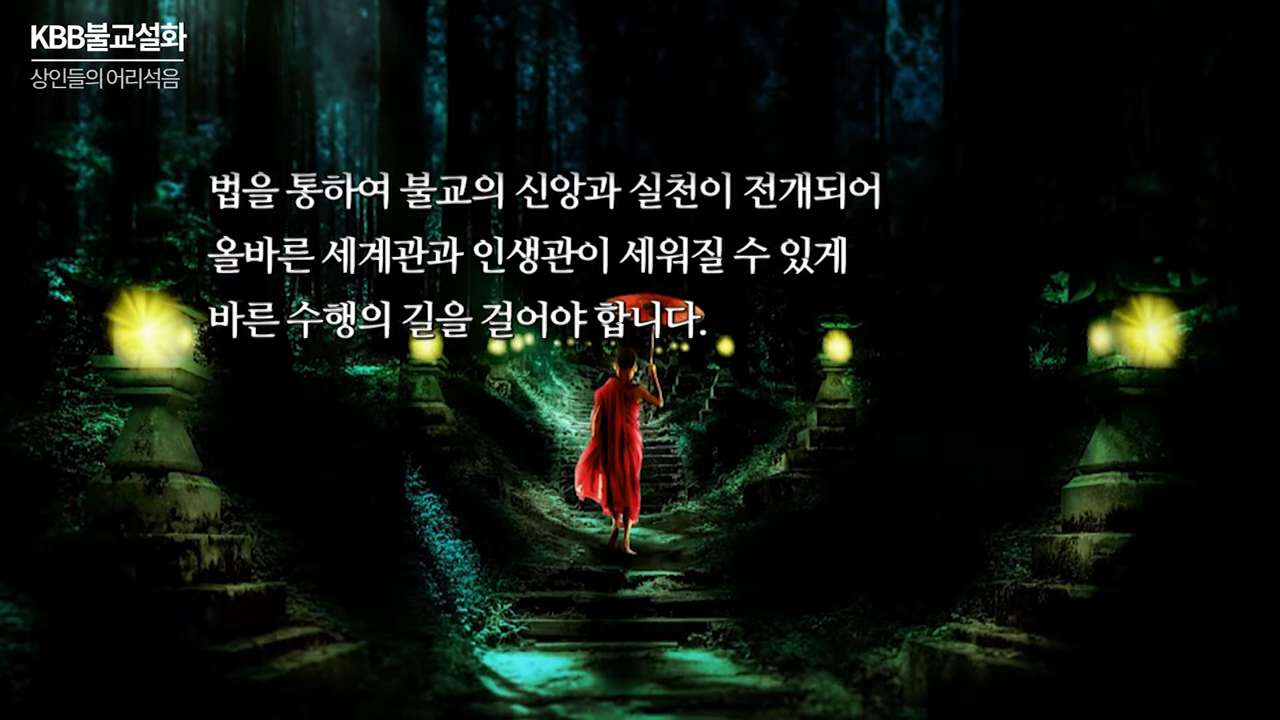 KBB불교설화
상인들의 어리석음
법을 통하여 불교의 신앙과 실천이 전개되어
올바른 세계관과 인생관이 세워질 수 있게
바른 수행의 길을 걸어야 합니다.